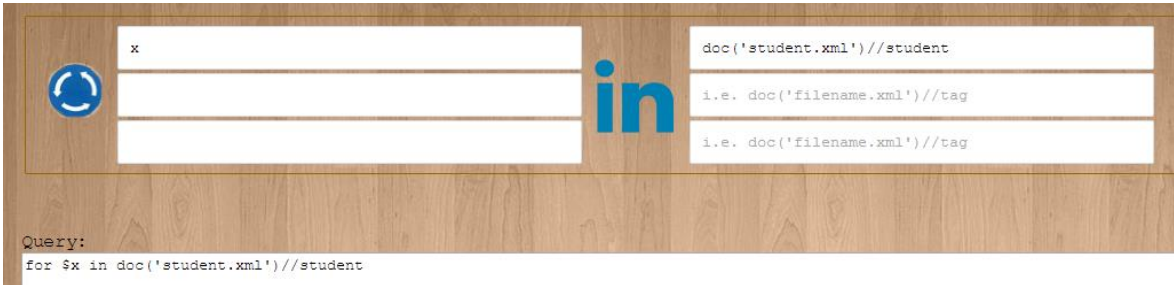 x
in
doc('student.xml')//student
i.e. doc('filename.xml')//tag
i.e. doc('filename.xml')//tag
Query:
for $x in doc('student.xml')//student